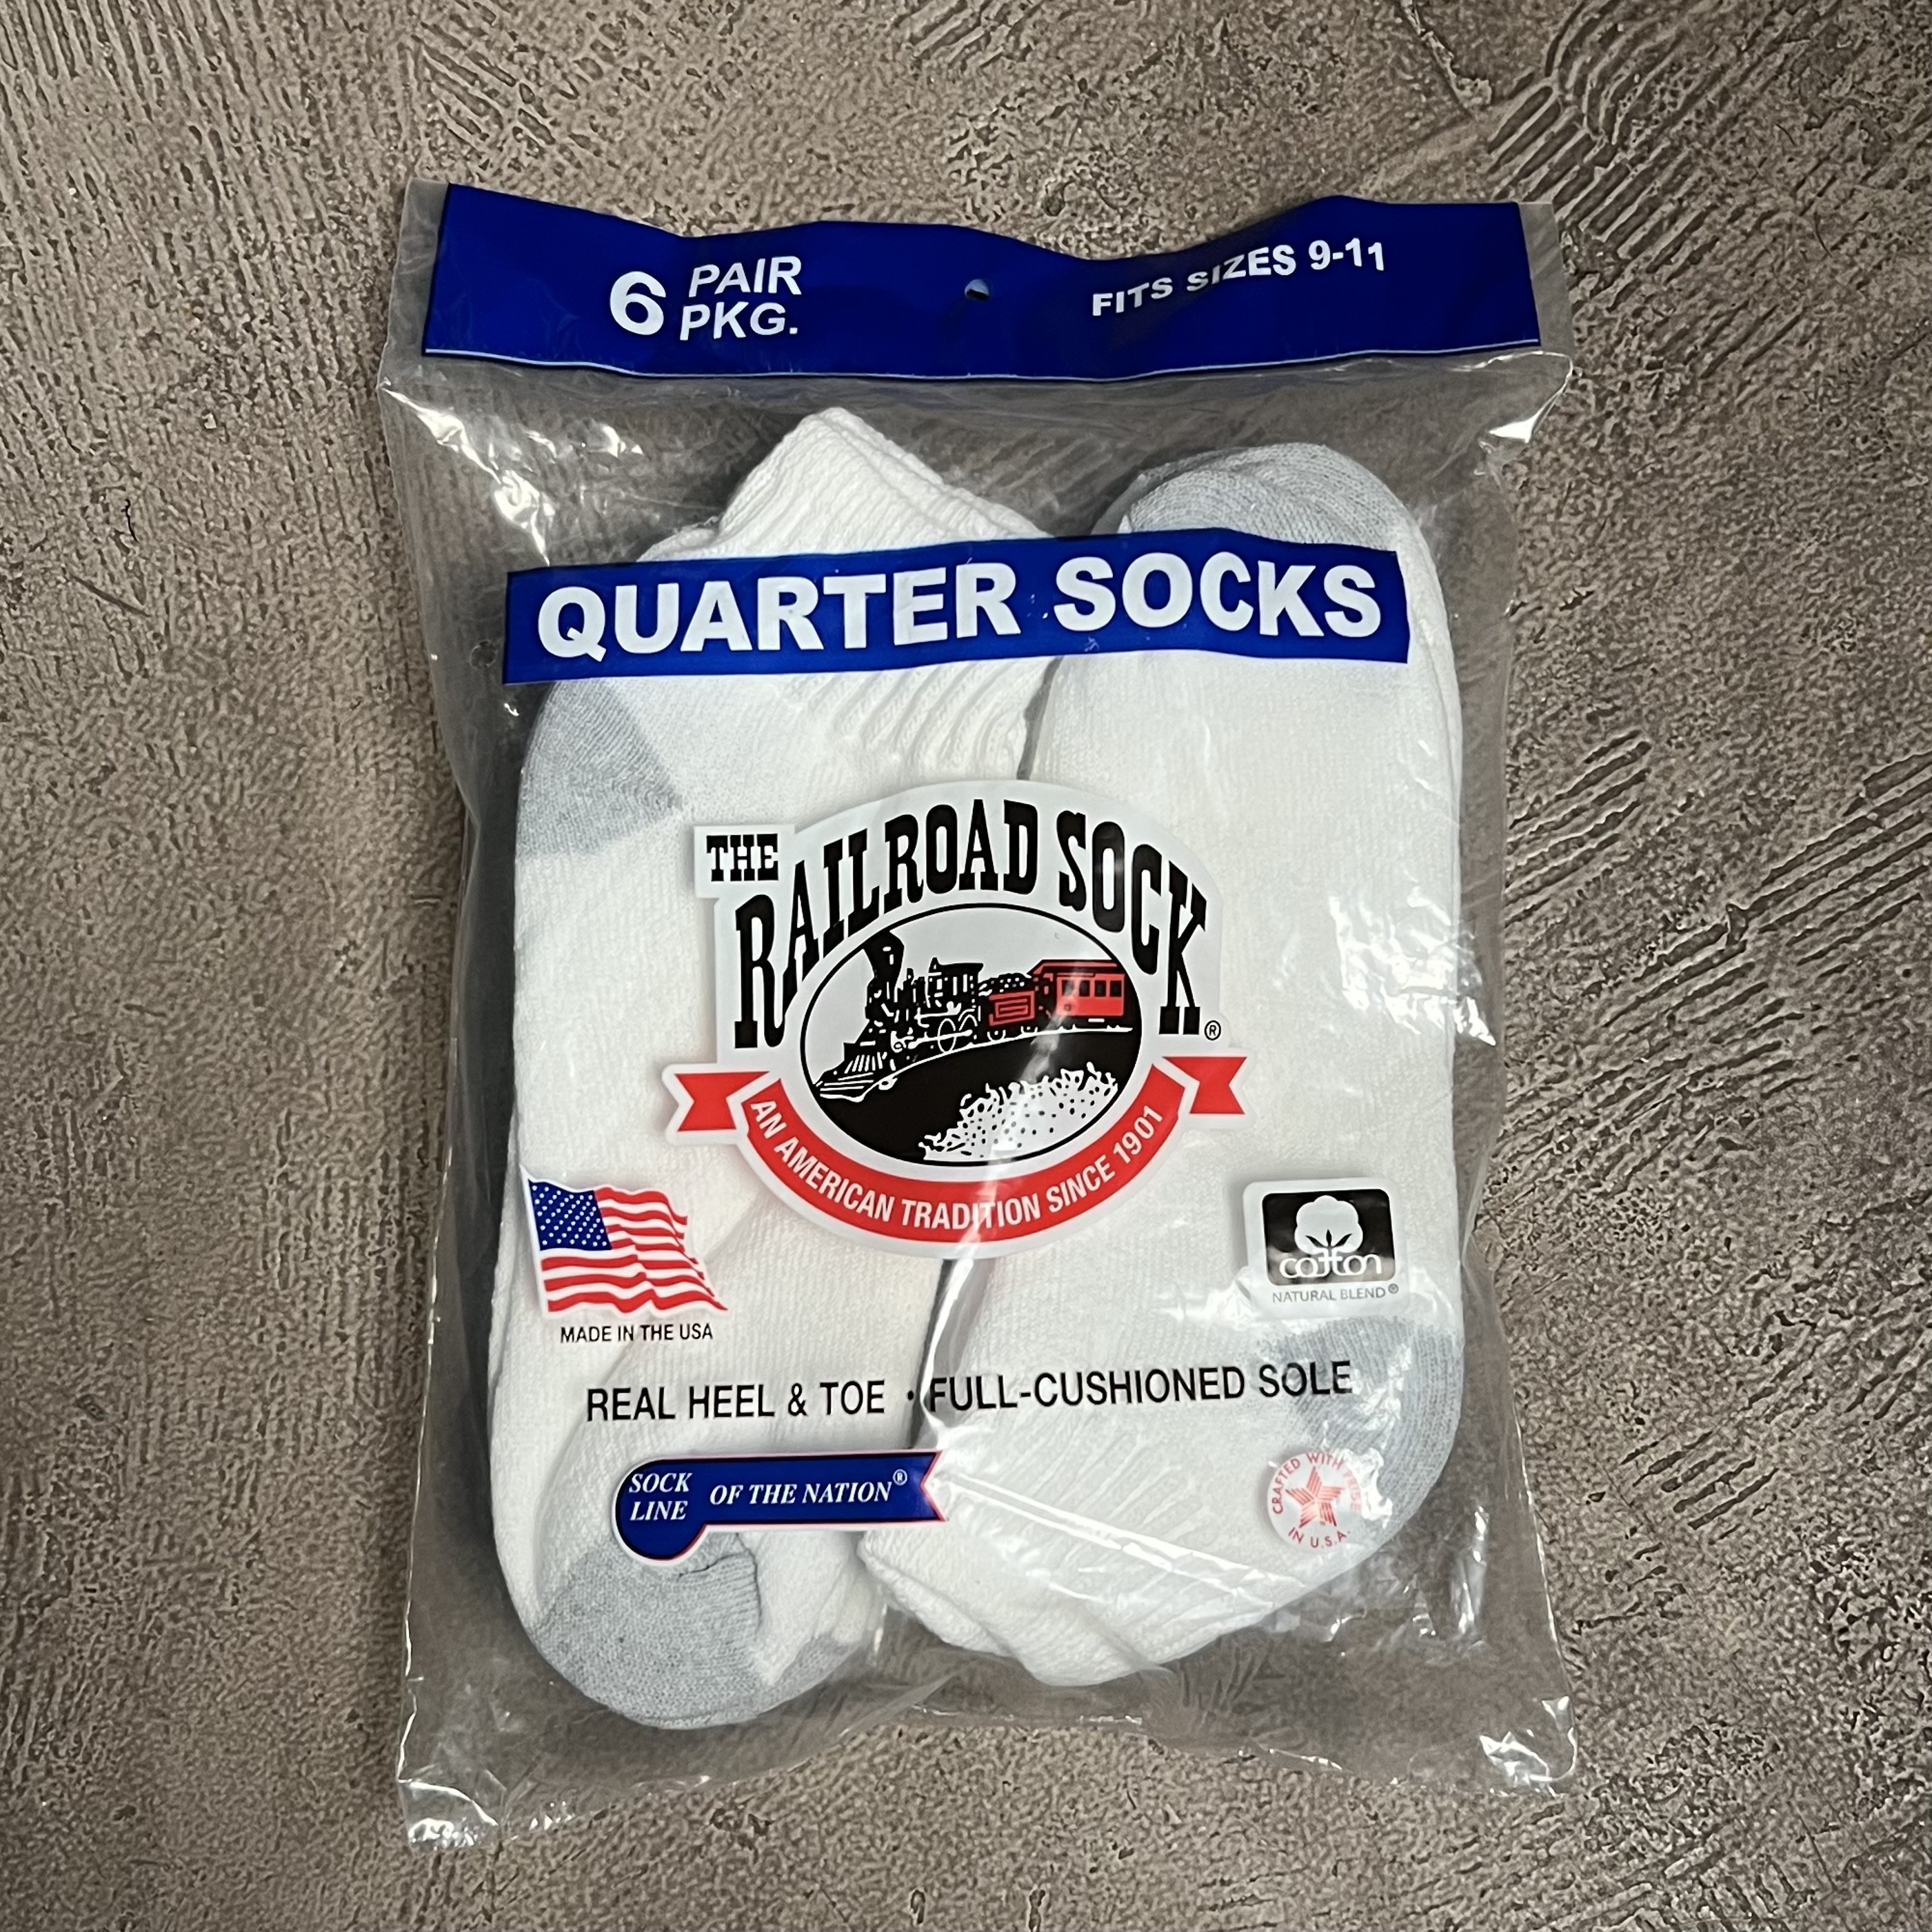 6 PAIR PKG.
FITS SIZES 9-11
QUARTER SOCKS
THE
RAILROAD SOCK®
AN AMERICAN TRADITION SINCE 1901
MADE IN THE USA
cotton
NATURAL BLEND®
REAL HEEL & TOE • FULL-CUSHIONED SOLE
SOCK LINE OF THE NATION®
CRAFTED WITH PRIDE
IN U.S.A.